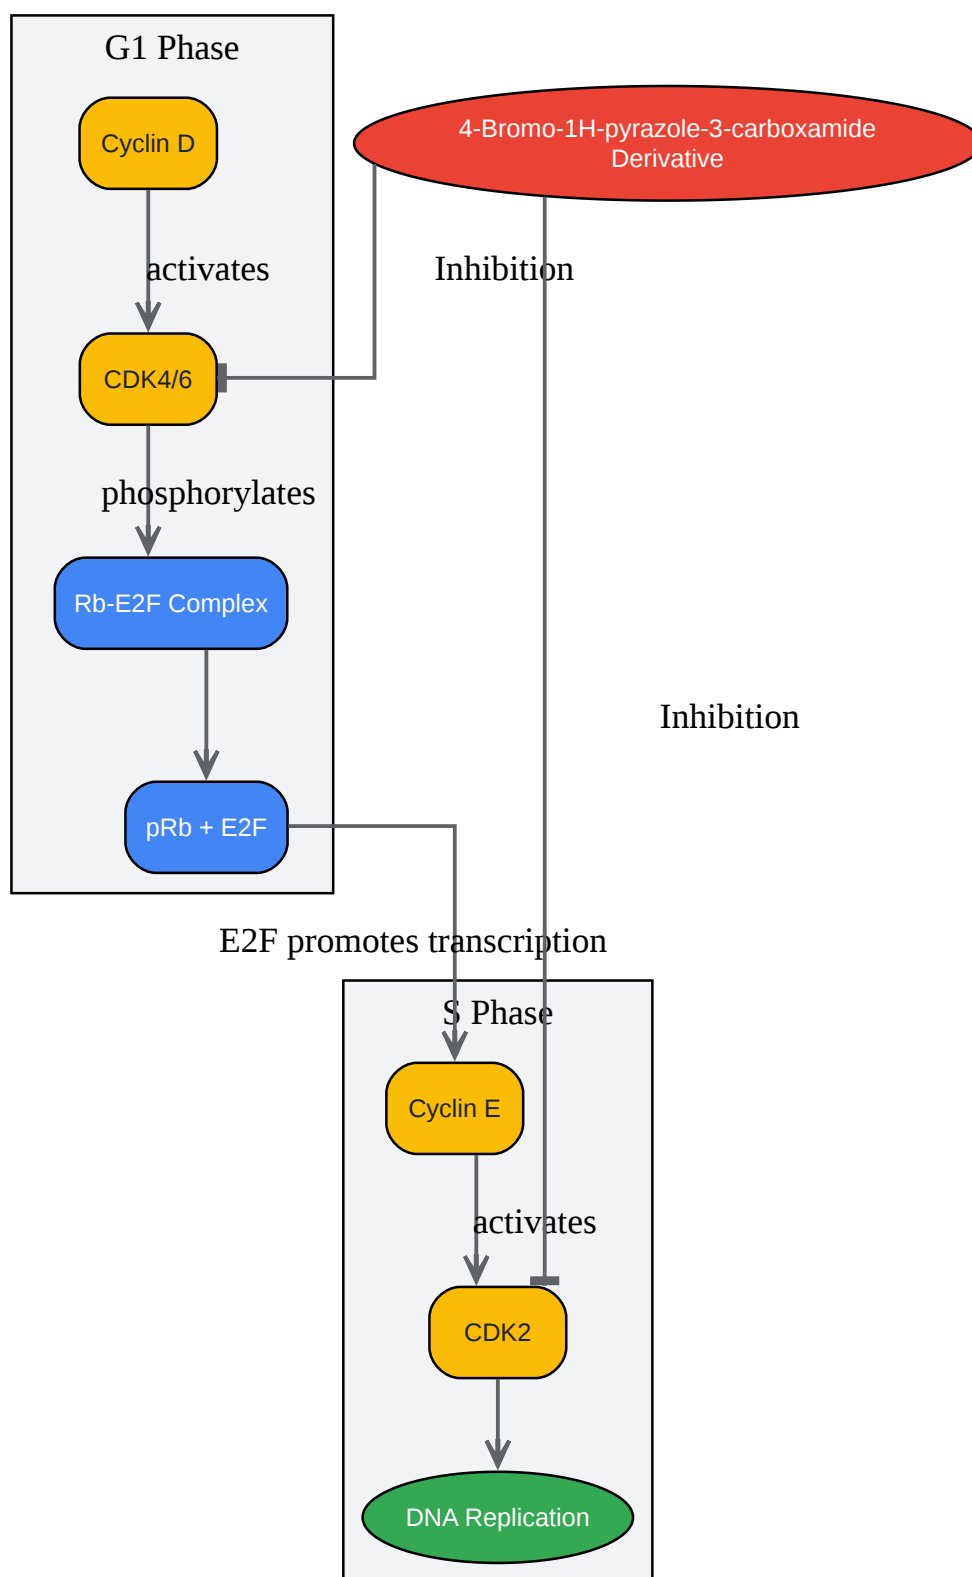 G1 Phase
Cyclin D
4-Bromo-1H-pyrazole-3-carboxamide
Derivative
activates
Inhibition
CDK4/6
phosphorylates
Rb-E2F Complex
Inhibition
pRb + E2F
E2F promotes transcription
S Phase
Cyclin E
activates
CDK2
DNA Replication